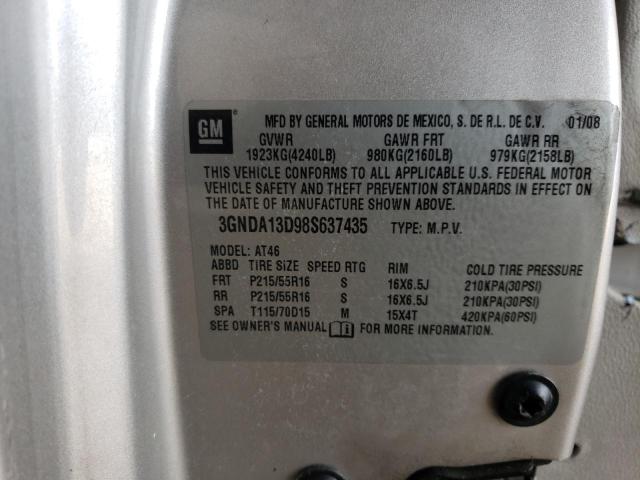 GM MFD BY GENERAL MOTORS DE MEXICO, S. DE R.L. DE C.V. 01/08
GVWR GAWR FRT GAWR RR
1923KG(4240LB) 980KG(2160LB) 979KG(2158LB)
THIS VEHICLE CONFORMS TO ALL APPLICABLE U.S. FEDERAL MOTOR
VEHICLE SAFETY AND THEFT PREVENTION STANDARDS IN EFFECT ON
THE DATE OF MANUFACTURE SHOWN ABOVE.
3GNDA13D98S637435 TYPE: M.P.V.
MODEL: AT46
ABBD TIRE SIZE SPEED RTG RIM COLD TIRE PRESSURE
FRT P215/55R16 S 16X6.5J 210KPA(30PSI)
RR P215/55R16 S 16X6.5J 210KPA(30PSI)
SPA T115/70D15 M 15X4T 420KPA(60PSI)
SEE OWNER'S MANUAL FOR MORE INFORMATION.